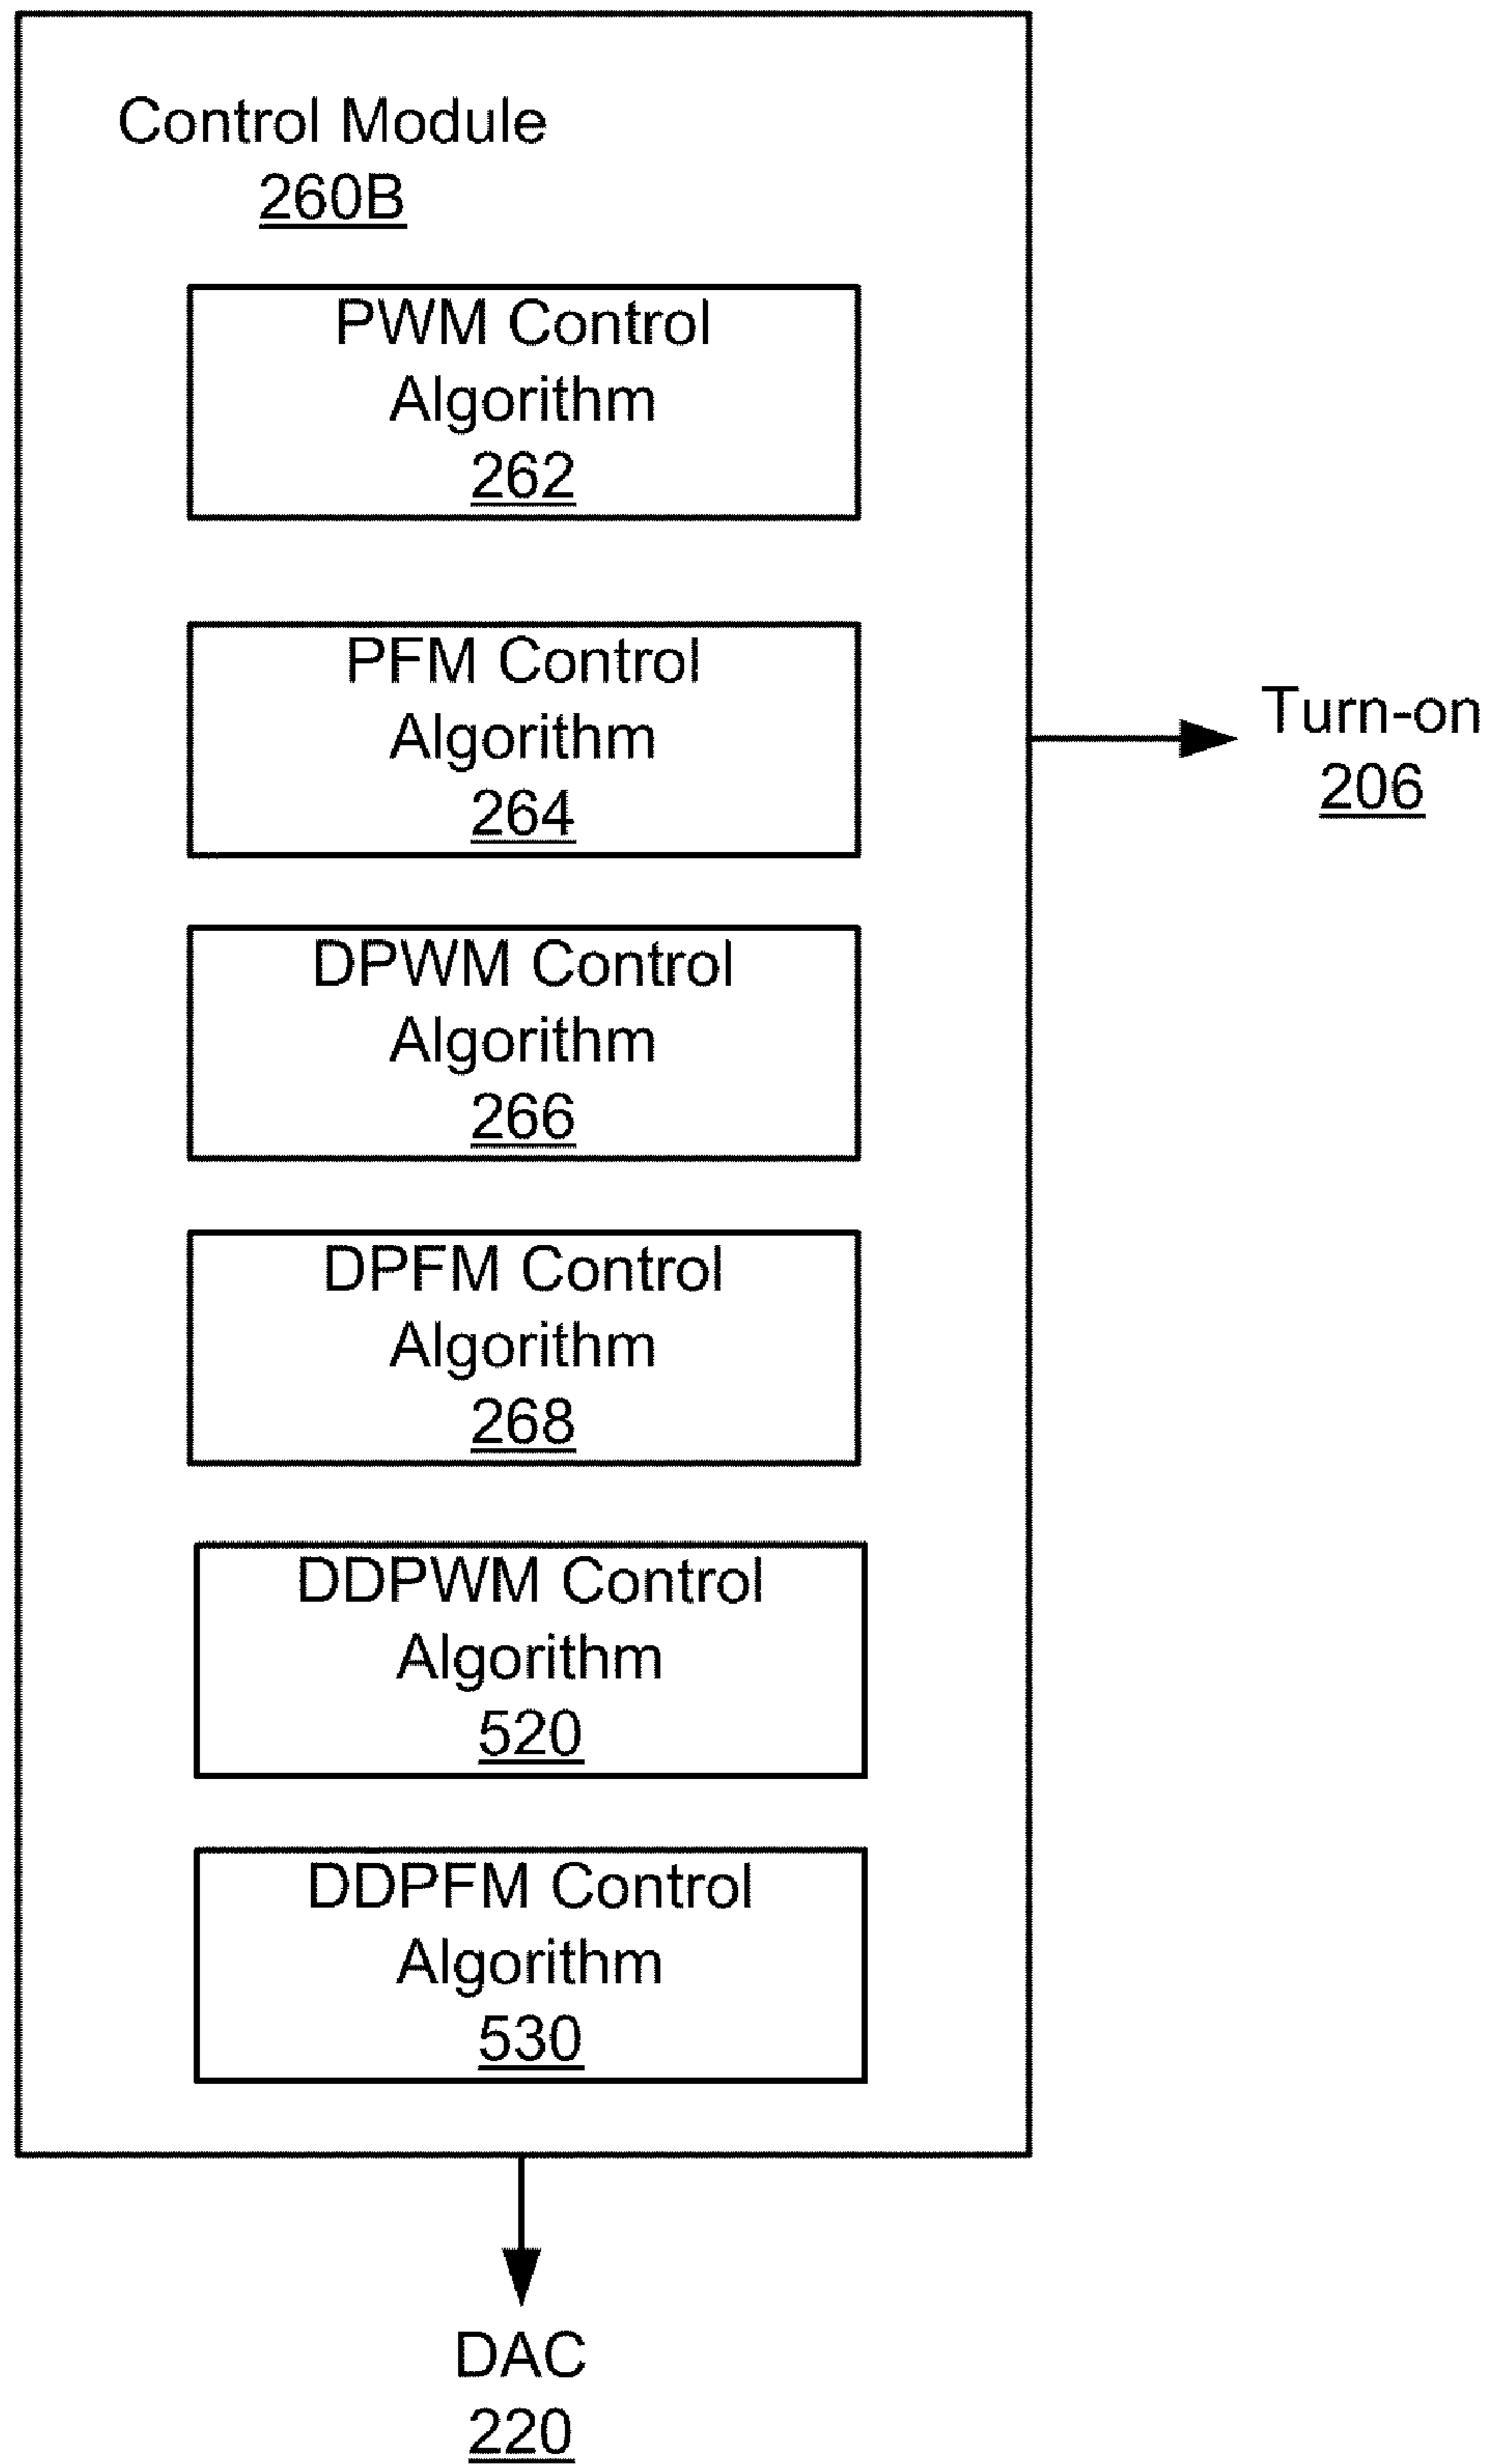 Control Module
260B
PWM Control
Algorithm
262
PFM Control
Algorithm
264
Turn-on
206
DPWM Control
Algorithm
266
DPFM Control
Algorithm
268
DDPWM Control
Algorithm
520
DDPFM Control
Algorithm
530
DAC
220